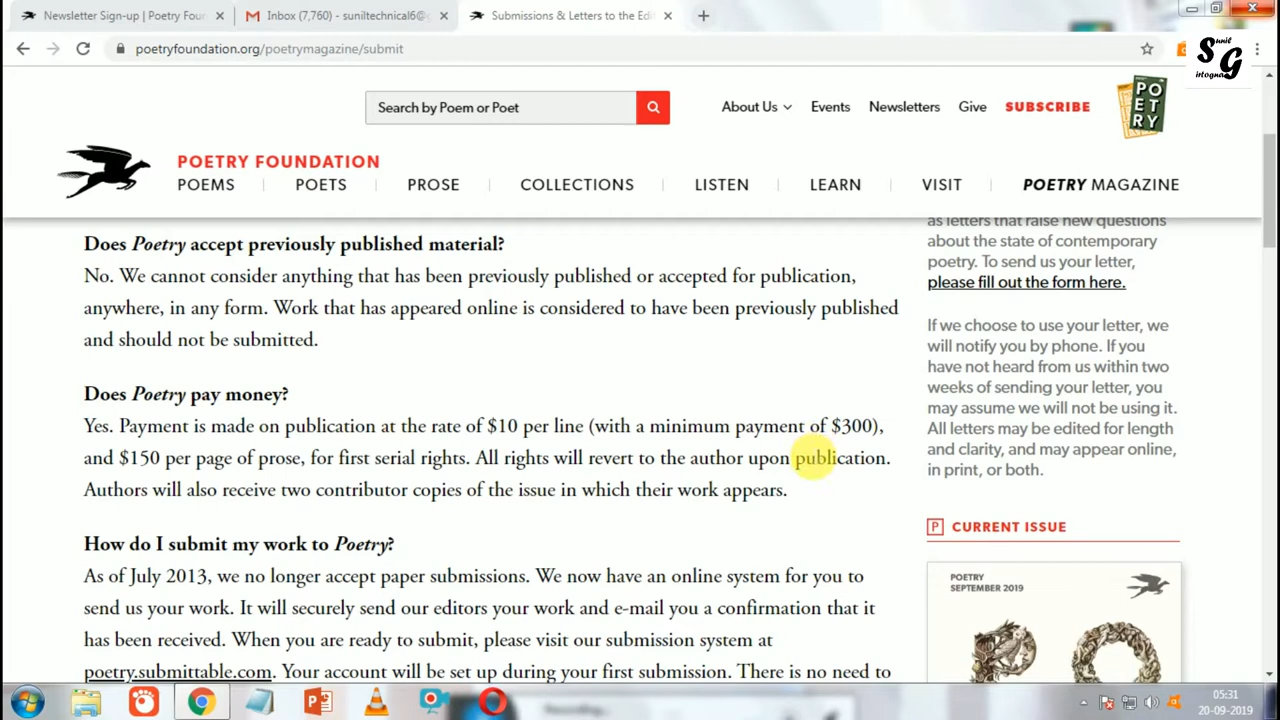 Newsletter Sign-up | Poetry Four
Inbox (7,760) - suniltechnical6@g
Submissions & Letters to the Edi
poetryfoundation.org/poetrymagazine/submit
Sunil
Girtogna
Search by Poem or Poet
About Us
Events
Newsletters
Give
SUBSCRIBE
PO
ET
RY
POETRY FOUNDATION
POEMS
POETS
PROSE
COLLECTIONS
LISTEN
LEARN
VISIT
POETRY MAGAZINE
Does Poetry accept previously published material?
No. We cannot consider anything that has been previously published or accepted for publication,
anywhere, in any form. Work that has appeared online is considered to have been previously published
and should not be submitted.
Does Poetry pay money?
Yes. Payment is made on publication at the rate of $10 per line (with a minimum payment of $300),
and $150 per page of prose, for first serial rights. All rights will revert to the author upon publication.
Authors will also receive two contributor copies of the issue in which their work appears.
How do I submit my work to Poetry?
As of July 2013, we no longer accept paper submissions. We now have an online system for you to
send us your work. It will securely send our editors your work and e-mail you a confirmation that it
has been received. When you are ready to submit, please visit our submission system at
poetry.submittable.com. Your account will be set up during your first submission. There is no need to
as letters that raise new questions
about the state of contemporary
poetry. To send us your letter,
please fill out the form here.
If we choose to use your letter, we
will notify you by phone. If you
have not heard from us within two
weeks of sending your letter, you
may assume we will not be using it.
All letters may be edited for length
and clarity, and may appear online,
in print, or both.
P CURRENT ISSUE
POETRY
SEPTEMBER 2019
05:31
20-09-2019